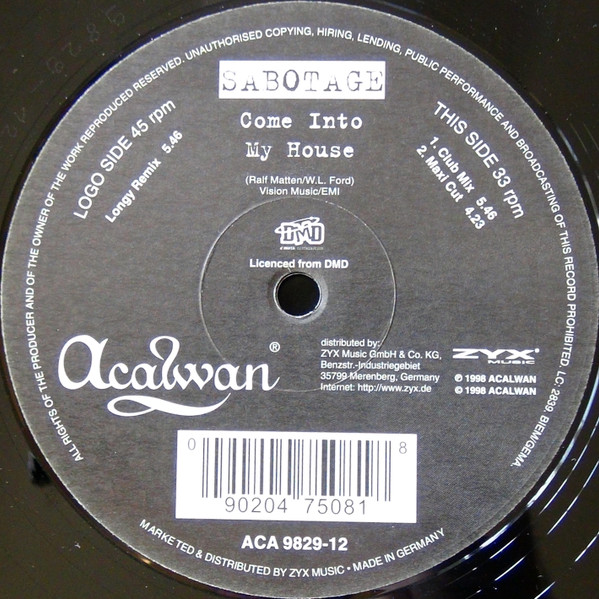 ALL RIGHTS OF THE PRODUCER AND OF THE OWNER OF THE WORK REPRODUCED RESERVED. UNAUTHORISED COPYING, HIRING, LENDING, PUBLIC PERFORMANCE AND BROADCASTING OF THIS RECORD PROHIBITED. LC: 2839. BIEM/GEMA.
SABOTAGE
Come Into
My House
(Ralf Matten/W.L. Ford)
Vision Music/EMI
LOGO SIDE 45 rpm
Longy Remix 5.46
THIS SIDE 33 rpm
1. Club Mix 5.46
2. Maxi Cut 4.23
DMD
Licenced from DMD
Acalwan ®
distributed by:
ZYX Music GmbH & Co. KG,
Benzstr.-Industriegebiet
35799 Merenberg, Germany
Internet: http://www.zyx.de
ZYX®
MUSIC
℗ 1998 ACALWAN
© 1998 ACALWAN
0 90204 75081 8
ACA 9829-12
MARKETED & DISTRIBUTED BY ZYX MUSIC • MADE IN GERMANY